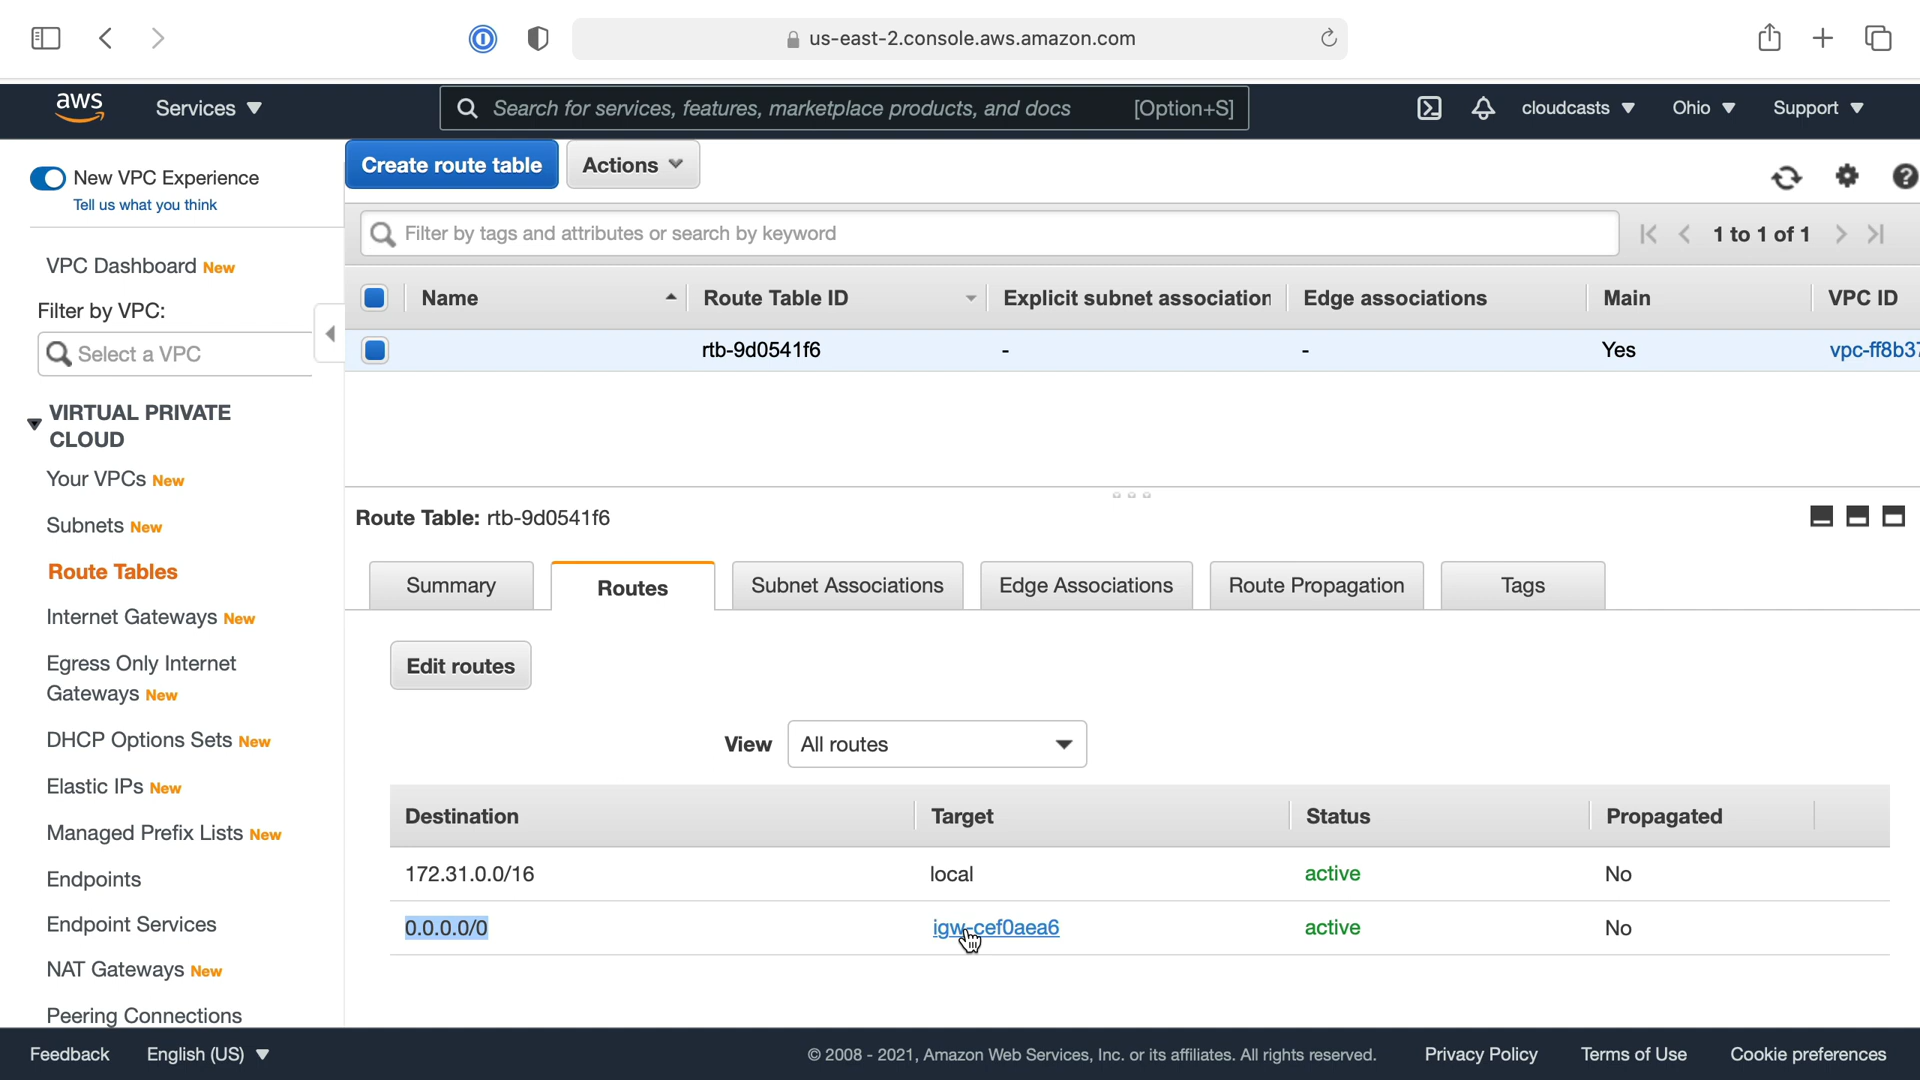 us-east-2.console.aws.amazon.com
aws
Services
Search for services, features, marketplace products, and docs [Option+S]
cloudcasts
Ohio
Support
New VPC Experience
Tell us what you think
Create route table
Actions
Filter by tags and attributes or search by keyword
1 to 1 of 1
VPC Dashboard New
Filter by VPC:
Select a VPC
Name
Route Table ID
Explicit subnet association
Edge associations
Main
VPC ID
rtb-9d0541f6
-
-
Yes
vpc-ff8b37
VIRTUAL PRIVATE
CLOUD
Your VPCs New
Subnets New
Route Tables
Internet Gateways New
Egress Only Internet
Gateways New
DHCP Options Sets New
Elastic IPs New
Managed Prefix Lists New
Endpoints
Endpoint Services
NAT Gateways New
Peering Connections
Route Table: rtb-9d0541f6
Summary
Routes
Subnet Associations
Edge Associations
Route Propagation
Tags
Edit routes
View
All routes
Destination
Target
Status
Propagated
172.31.0.0/16
local
active
No
0.0.0.0/0
igw-cef0aea6
active
No
Feedback
English (US)
© 2008 - 2021, Amazon Web Services, Inc. or its affiliates. All rights reserved.
Privacy Policy
Terms of Use
Cookie preferences